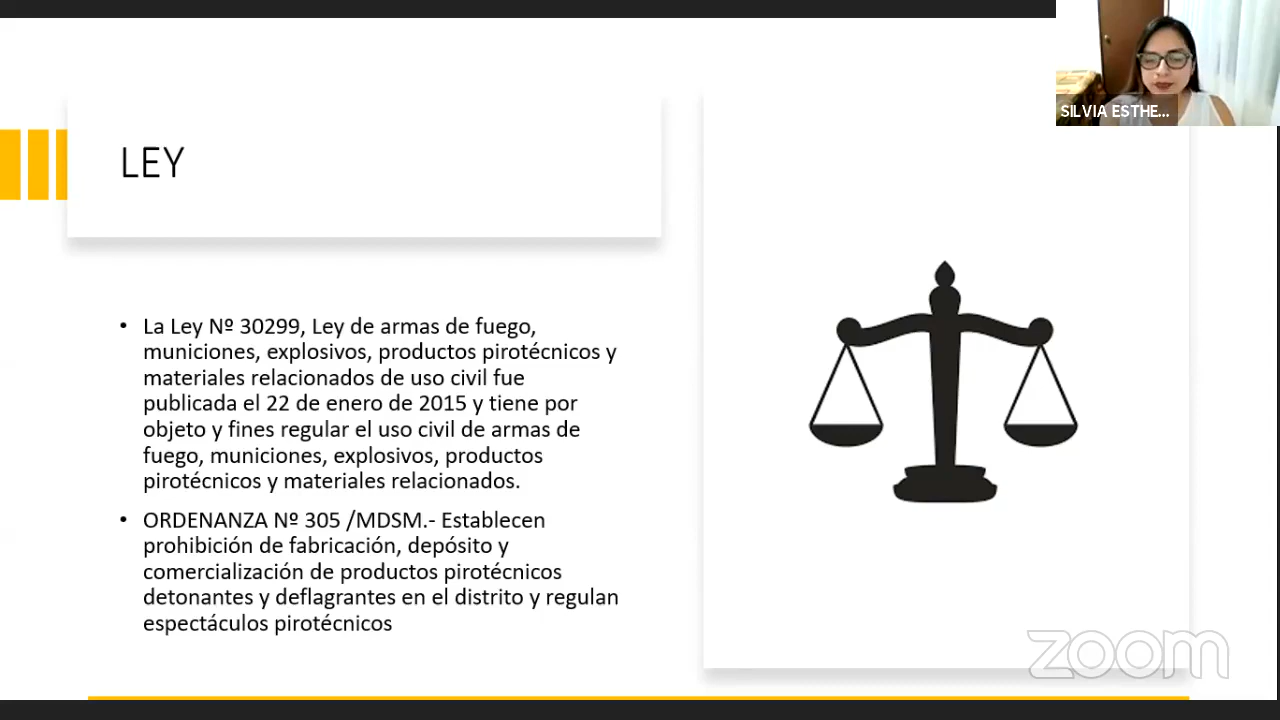 SILVIA ESTHE...
LEY
• La Ley Nº 30299, Ley de armas de fuego,
municiones, explosivos, productos pirotécnicos y
materiales relacionados de uso civil fue
publicada el 22 de enero de 2015 y tiene por
objeto y fines regular el uso civil de armas de
fuego, municiones, explosivos, productos
pirotécnicos y materiales relacionados.
• ORDENANZA Nº 305 /MDSM.- Establecen
prohibición de fabricación, depósito y
comercialización de productos pirotécnicos
detonantes y deflagrantes en el distrito y regulan
espectáculos pirotécnicos
zoom